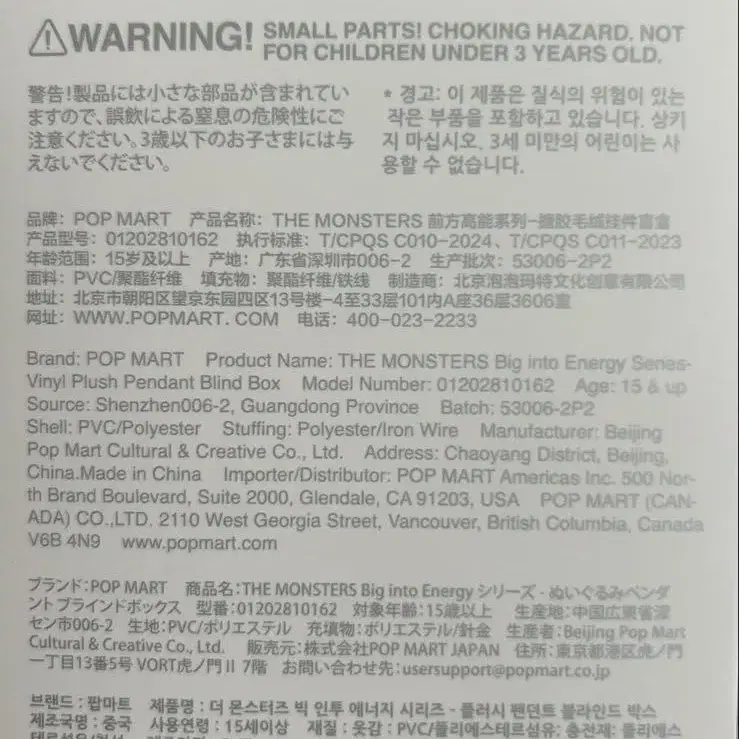 ⚠WARNING! SMALL PARTS! CHOKING HAZARD. NOT
FOR CHILDREN UNDER 3 YEARS OLD.
警告!製品には小さな部品が含まれてい
ますので、誤飲による窒息の危険性にご
注意ください。3歳以下のお子さまには与
えないでください。
* 경고: 이 제품은 질식의 위험이 있는
작은 부품을 포함하고 있습니다. 삼키
지 마십시오. 3세 미만의 어린이는 사
용할 수 없습니다.
品牌: POP MART 产品名称: THE MONSTERS 前方高能系列-搪胶毛绒挂件盲盒
产品型号: 01202810162 执行标准: T/CPQS C010-2024、T/CPQS C011-2023
年龄范围: 15岁及以上 产地: 广东省深圳市006-2 生产批次: 53006-2P2
面料: PVC/聚酯纤维 填充物: 聚酯纤维/铁线 制造商: 北京泡泡玛特文化创意有限公司
地址: 北京市朝阳区望京东园四区13号楼-4至33层101内A座36层3606室
网址: WWW.POPMART.COM 电话: 400-023-2233
Brand: POP MART Product Name: THE MONSTERS Big into Energy Series-
Vinyl Plush Pendant Blind Box Model Number: 01202810162 Age: 15 & up
Source: Shenzhen006-2, Guangdong Province Batch: 53006-2P2
Shell: PVC/Polyester Stuffing: Polyester/Iron Wire Manufacturer: Beijing
Pop Mart Cultural & Creative Co., Ltd. Address: Chaoyang District, Beijing,
China.Made in China Importer/Distributor: POP MART Americas Inc. 500 Nor-
th Brand Boulevard, Suite 2000, Glendale, CA 91203, USA POP MART (CAN-
ADA) CO.,LTD. 2110 West Georgia Street, Vancouver, British Columbia, Canada
V6B 4N9 www.popmart.com
ブランド:POP MART 商品名:THE MONSTERS Big into Energy シリーズ - ぬいぐるみペンダ
ント ブラインドボックス 型番:01202810162 対象年齢:15歳以上 生産地:中国広東省深
セン市006-2 生地:PVC/ポリエステル 充填物:ポリエステル/針金 生産者:Beijing Pop Mart
Cultural & Creative Co., Ltd. 販売元:株式会社POP MART JAPAN 住所:東京都港区虎ノ門
一丁目13番5号 VORT虎ノ門Ⅱ 7階 お問い合わせ先:usersupport@popmart.co.jp
브랜드 : 팝마트 제품명 : 더 몬스터즈 빅 인투 에너지 시리즈 - 플러시 펜던트 블라인드 박스
제조국명 : 중국 사용연령 : 15세이상 재질 : 옷감 : PVC/폴리에스테르섬유: 충전재: 폴리에스